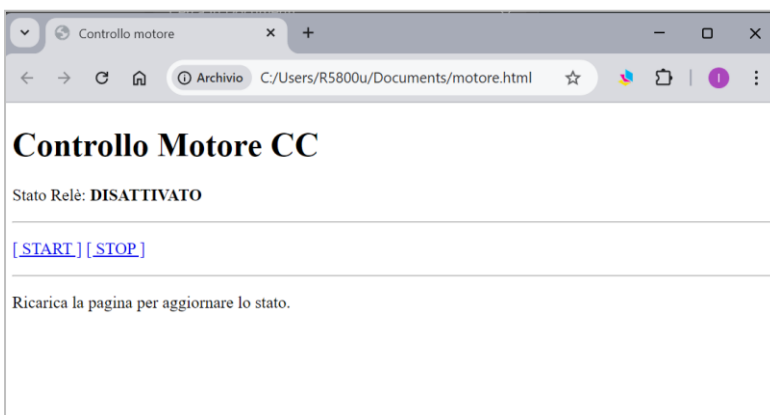 Controllo motore
Archivio C:/Users/R5800u/Documents/motore.html
I
Controllo Motore CC
Stato Relè: DISATTIVATO
[ START ] [ STOP ]
Ricarica la pagina per aggiornare lo stato.